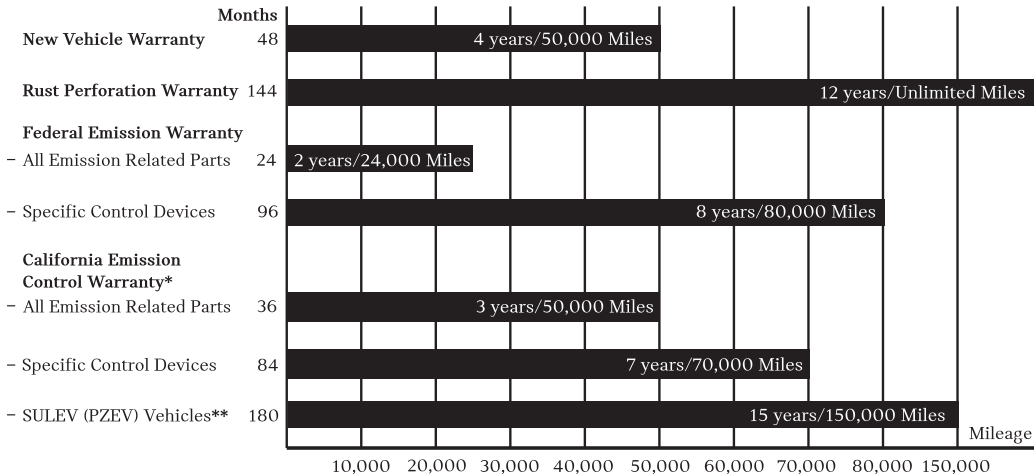 Months
New Vehicle Warranty 48 4 years/50,000 Miles
Rust Perforation Warranty 144 12 years/Unlimited Miles
Federal Emission Warranty
– All Emission Related Parts 24 2 years/24,000 Miles
– Specific Control Devices 96 8 years/80,000 Miles
California Emission
Control Warranty*
– All Emission Related Parts 36 3 years/50,000 Miles
– Specific Control Devices 84 7 years/70,000 Miles
– SULEV (PZEV) Vehicles** 180 15 years/150,000 Miles
Mileage
10,000 20,000 30,000 40,000 50,000 60,000 70,000 80,000 150,000